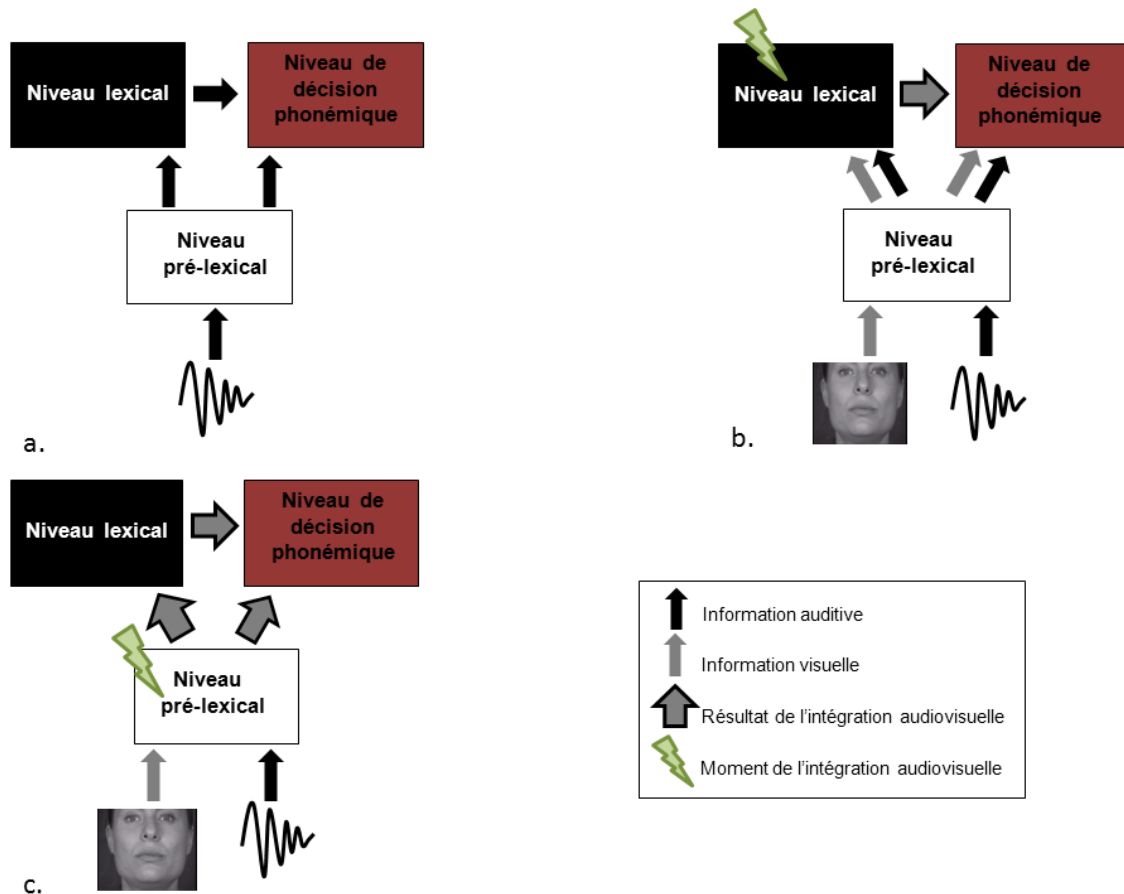 Niveau lexical
Niveau de
décision
phonémique
Niveau
pré-lexical
a.
Niveau lexical
Niveau de
décision
phonémique
Niveau
pré-lexical
b.
Niveau lexical
Niveau de
décision
phonémique
Niveau
pré-lexical
c.
Information auditive
Information visuelle
Résultat de l'intégration audiovisuelle
Moment de l'intégration audiovisuelle